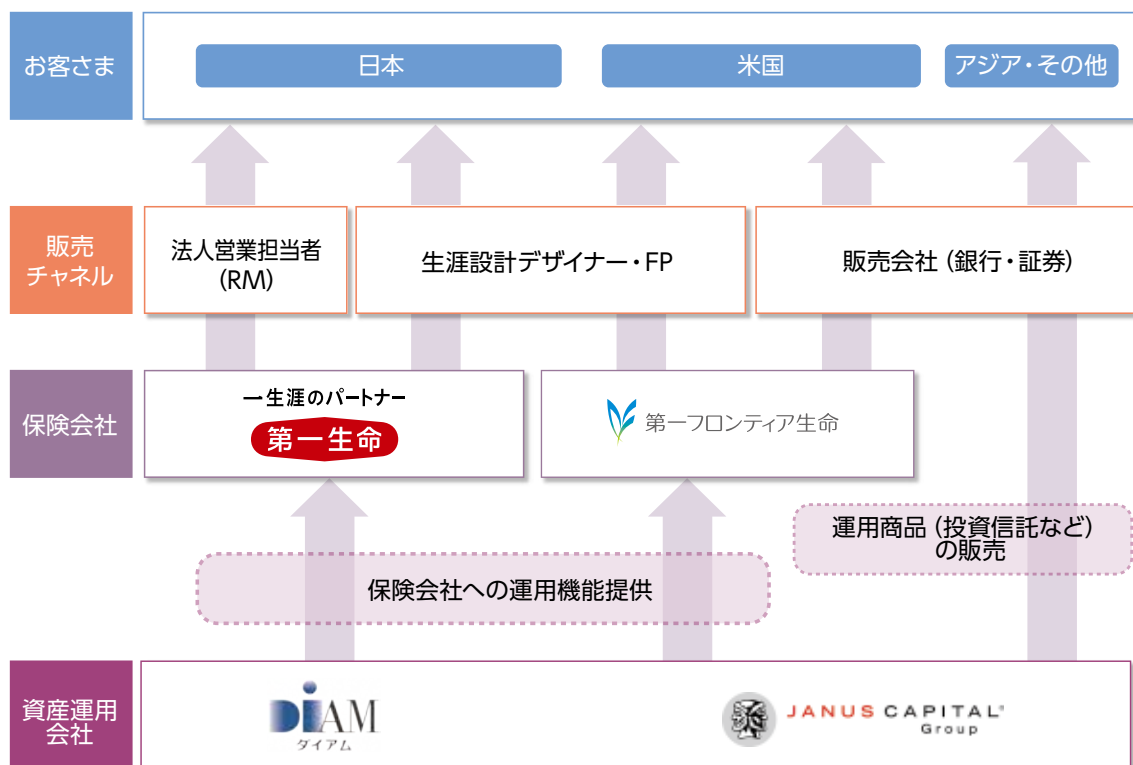 お客さま
日本
米国
アジア・その他
販売
チャネル
法人営業担当者
(RM)
生涯設計デザイナー・FP
販売会社(銀行・証券)
保険会社
一生涯のパートナー
第一生命
第一フロンティア生命
運用商品(投資信託など)
の販売
保険会社への運用機能提供
資産運用
会社
DIAM
ダイアム
JANUS CAPITAL
Group